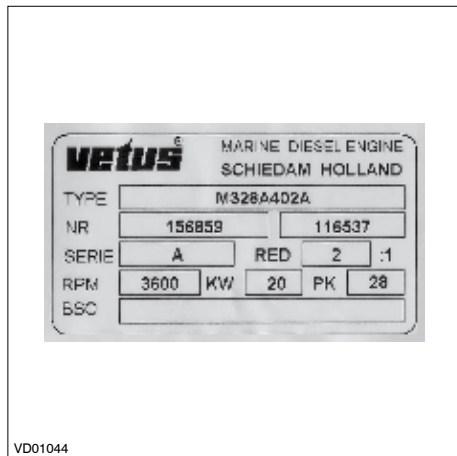 vetus® MARINE DIESEL ENGINE
SCHIEDAM HOLLAND
TYPE M328A402A
NR 156859 116537
SERIE A RED 2 :1
RPM 3600 KW 20 PK 28
BSC
VD01044